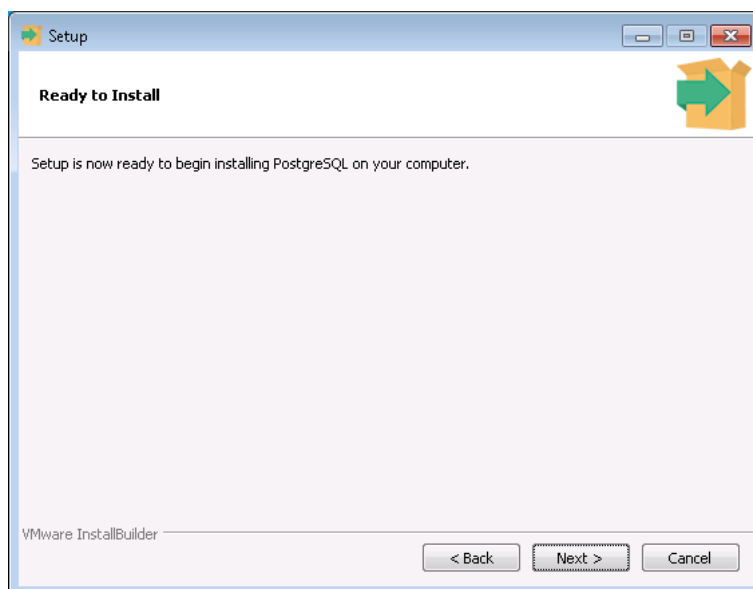 Setup
Ready to Install
Setup is now ready to begin installing PostgreSQL on your computer.
VMware InstallBuilder
< Back
Next >
Cancel